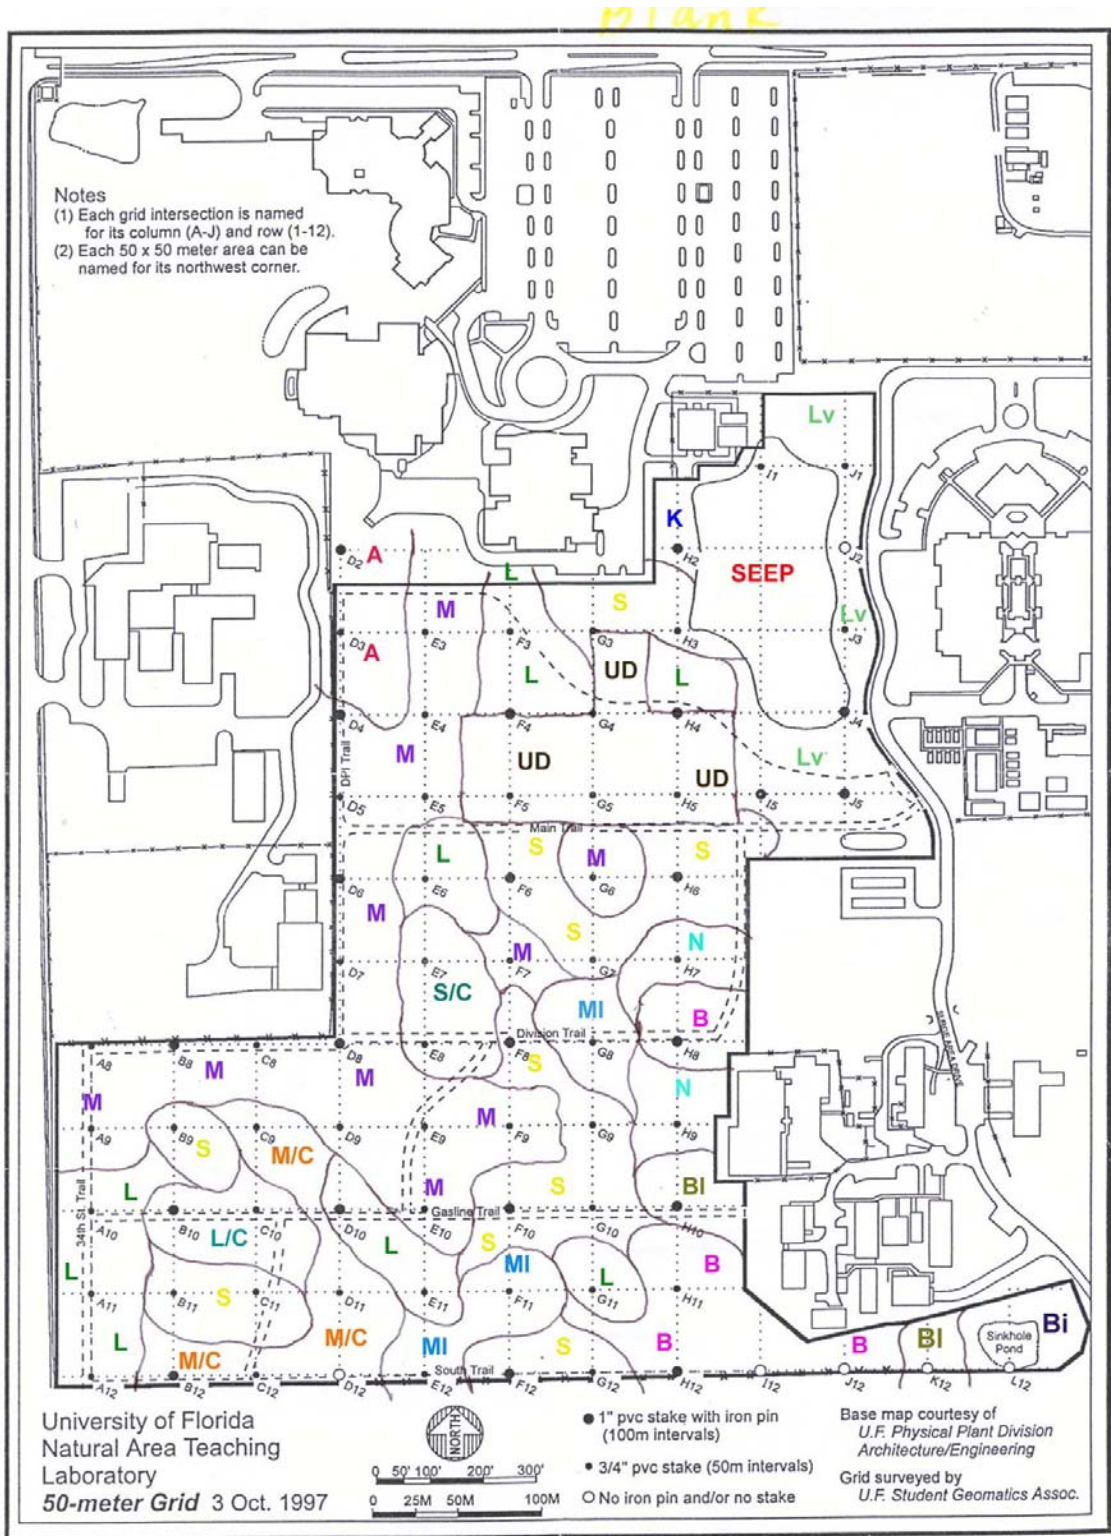 Blank
Notes
(1) Each grid intersection is named
for its column (A-J) and row (1-12).
(2) Each 50 x 50 meter area can be
named for its northwest corner.
Lv
I1
J1
K
H2
J2
SEEP
D2
A
L
S
M
Lv
D3
E3
F3
G3
H3
J3
A
L
UD
L
D4
E4
F4
G4
H4
J4
DPI Trail
M
UD
UD
Lv
D5
E5
F5
G5
H5
I5
J5
Main Trail
L
S
M
S
D6
E6
F6
G6
H6
M
S
N
M
D7
E7
F7
G7
H7
S/C
MI
B
Division Trail
A8
B8
C8
D8
E8
F8
G8
H8
SURGE AREA DRIVE
M
M
S
N
M
M
A9
B9
C9
D9
E9
F9
G9
H9
S
M/C
L
M
S
BI
34th St. Trail
Gasline Trail
A10
B10
C10
D10
E10
F10
G10
H10
L/C
L
S
MI
B
L
L
A11
B11
C11
D11
E11
F11
G11
H11
S
L
M/C
M/C
MI
S
B
B
BI
Sinkhole
Pond
Bi
South Trail
A12
B12
C12
D12
E12
F12
G12
H12
I12
J12
K12
L12
University of Florida
Natural Area Teaching
Laboratory
50-meter Grid 3 Oct. 1997
NORTH
0 50' 100' 200' 300'
0 25M 50M 100M
1" pvc stake with iron pin
(100m intervals)
3/4" pvc stake (50m intervals)
No iron pin and/or no stake
Base map courtesy of
U.F. Physical Plant Division
Architecture/Engineering
Grid surveyed by
U.F. Student Geomatics Assoc.